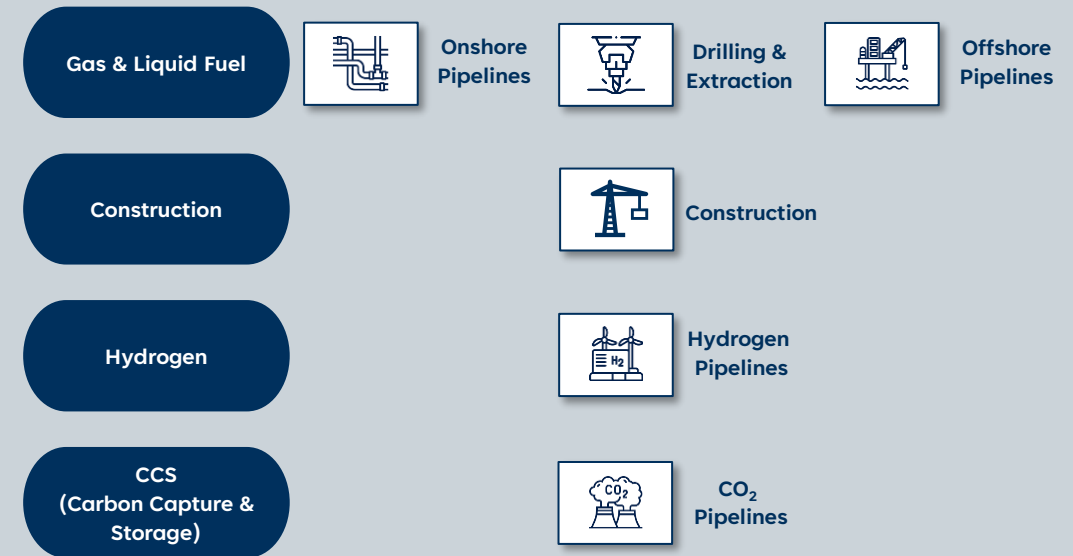 Gas & Liquid Fuel
Onshore
Pipelines
Drilling &
Extraction
Offshore
Pipelines
Construction
Construction
Hydrogen
H2
Hydrogen
Pipelines
CCS
(Carbon Capture &
Storage)
CO2
CO₂
Pipelines